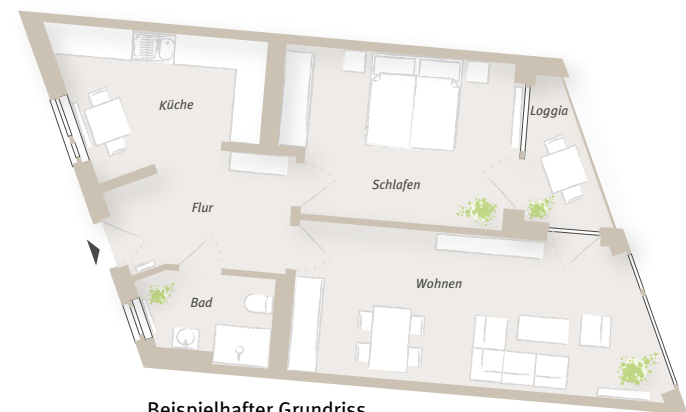 Küche
Loggia
Schlafen
Flur
Wohnen
Bad
Beispielhafter Grundriss